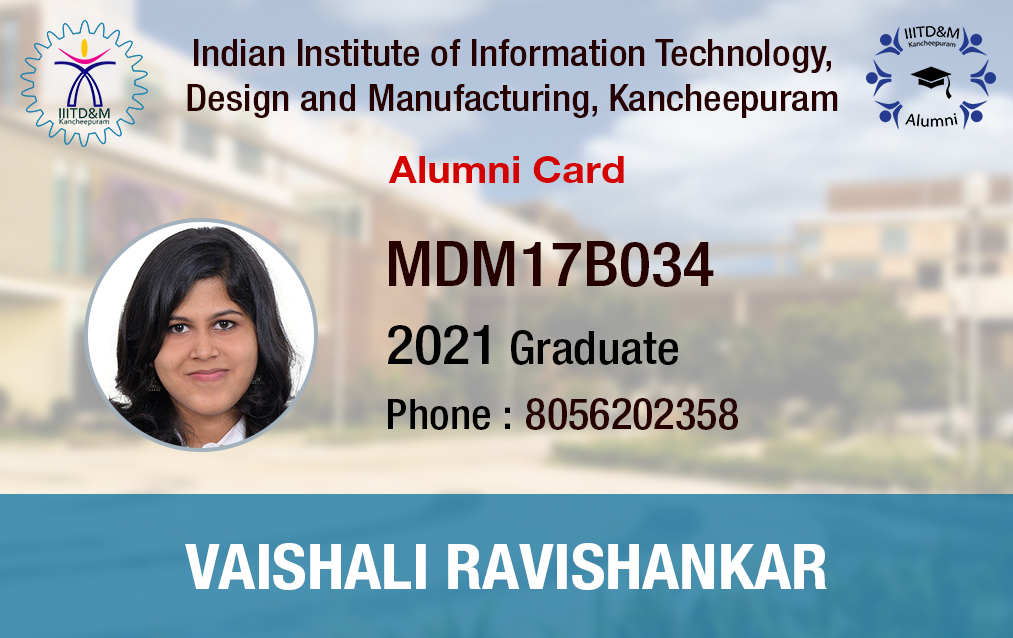 Indian Institute of Information Technology,
Design and Manufacturing, Kancheepuram
IIITD&M
Kancheepuram
IIITD&M
Kancheepuram
Alumni
Alumni Card
MDM17B034
2021 Graduate
Phone : 8056202358
VAISHALI RAVISHANKAR